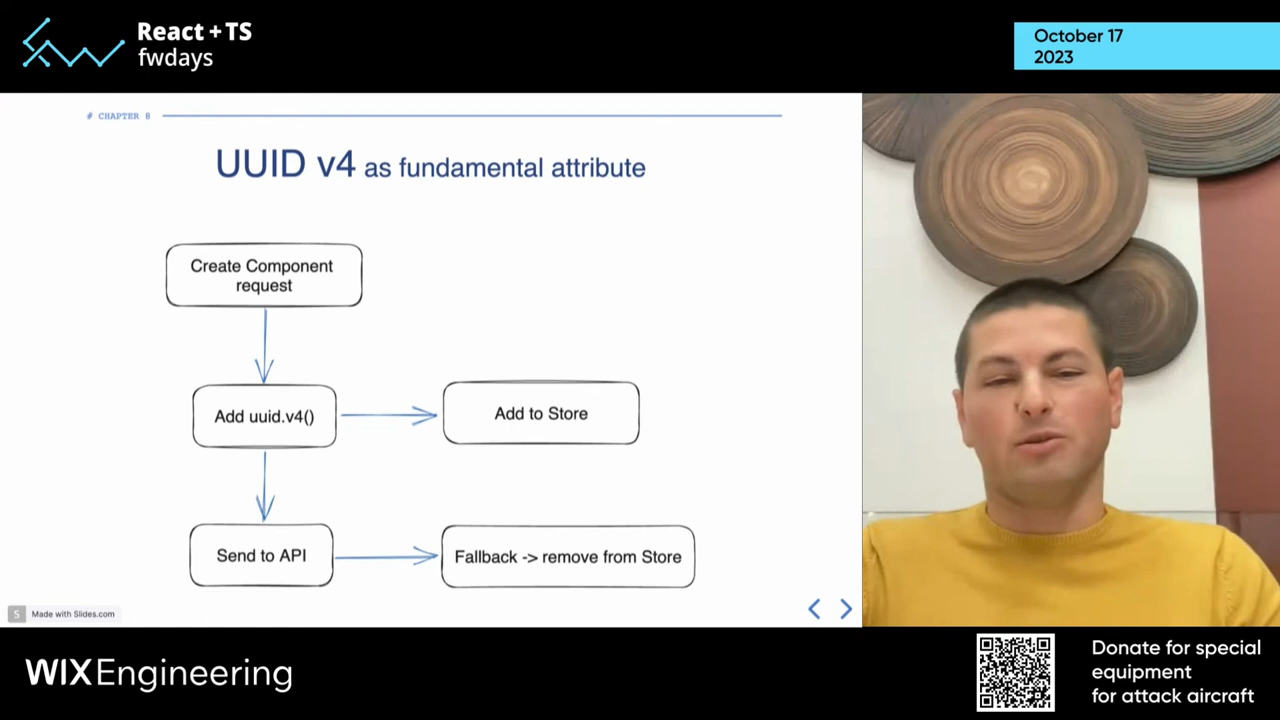 React + TS
fwdays
October 17
2023
# CHAPTER 8
UUID v4 as fundamental attribute
Create Component
request
Add uuid.v4()
Add to Store
Send to API
Fallback -> remove from Store
S Made with Slides.com
WIXEngineering
Donate for special
equipment
for attack aircraft